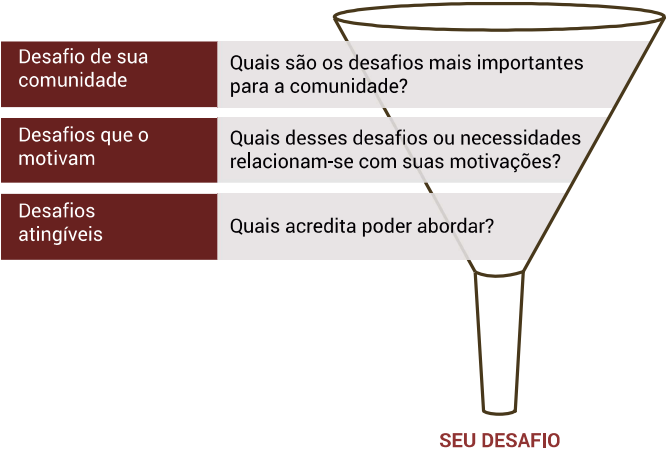 Desafio de sua
comunidade
Quais são os desafios mais importantes
para a comunidade?
Desafios que o
motivam
Quais desses desafios ou necessidades
relacionam-se com suas motivações?
Desafios
atingíveis
Quais acredita poder abordar?
SEU DESAFIO